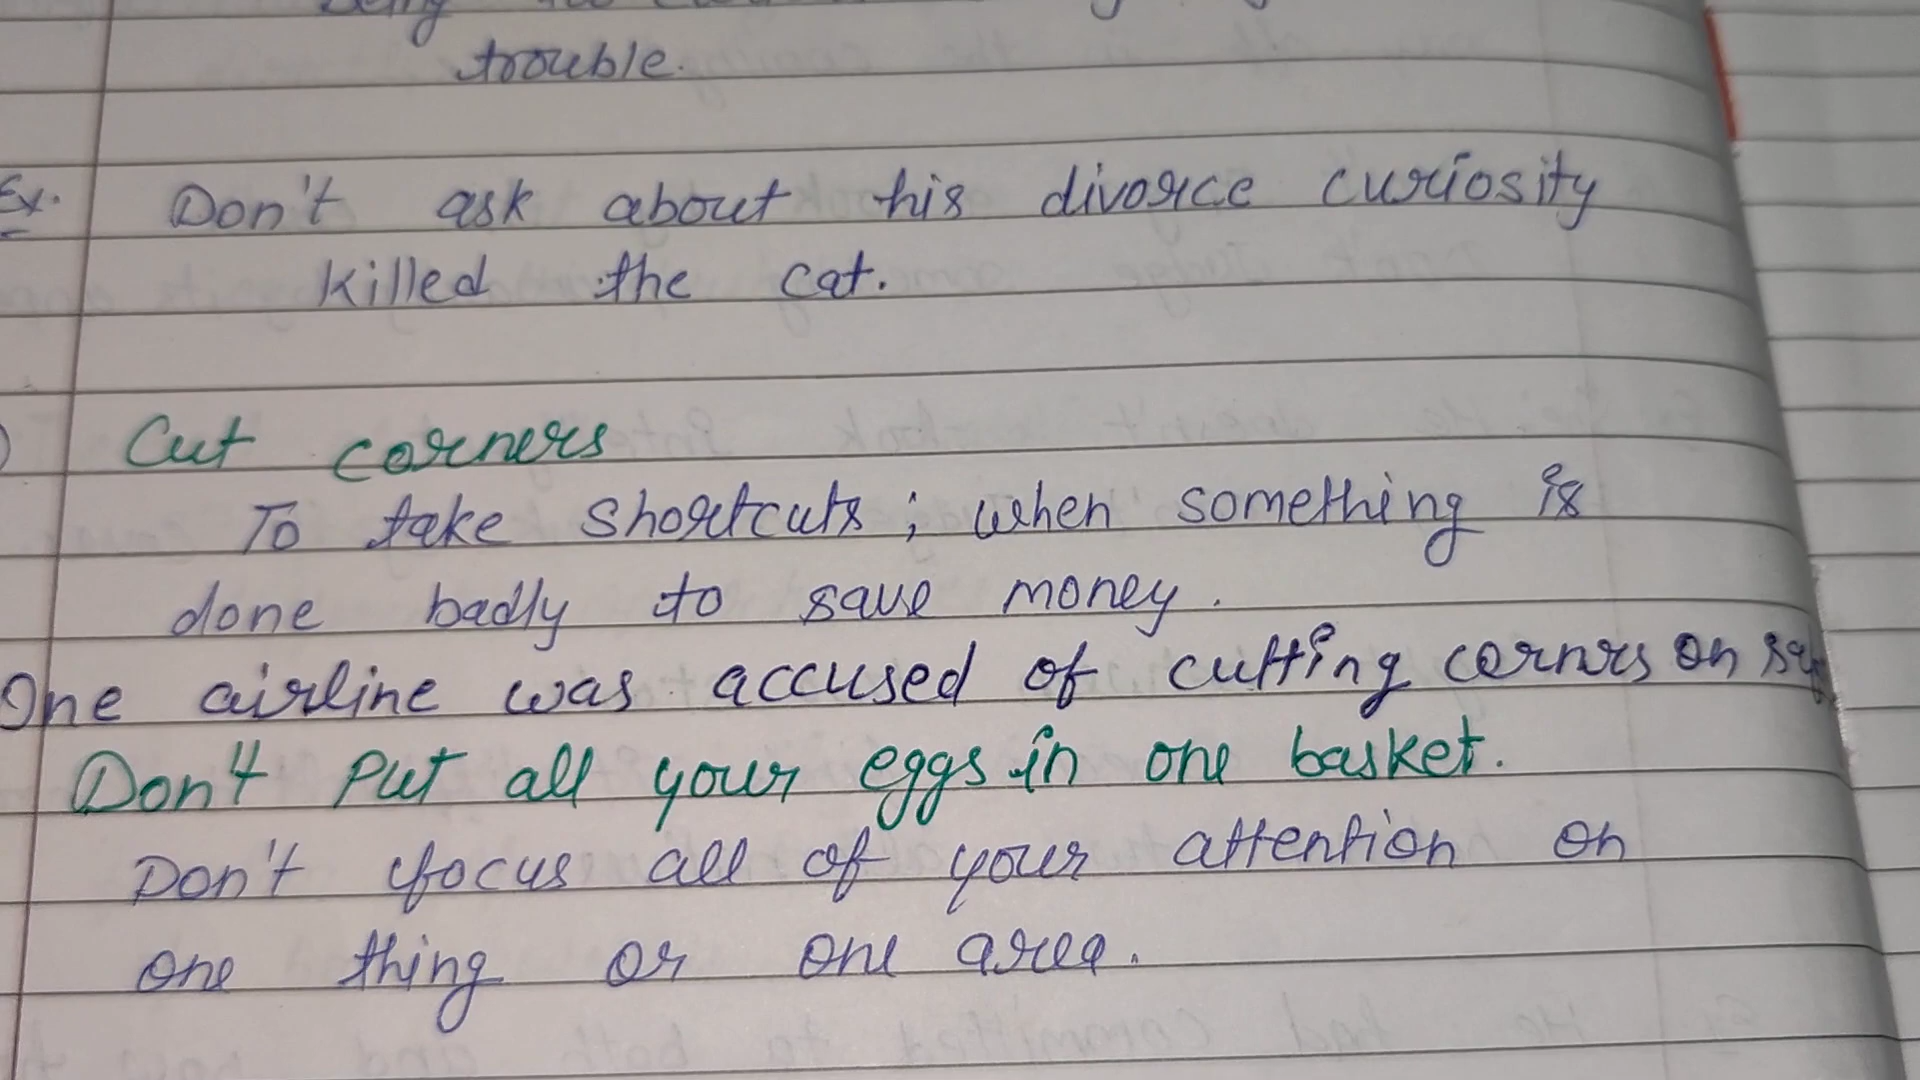 being
trouble.
Ex. Don't ask about his divorce curiosity
killed the cat.
Cut corners
To take shortcuts; when something is
done badly to save money.
One airline was accused of cutting corners on
Don't Put all your eggs in one basket.
Don't focus all of your attention on
one thing or one area.